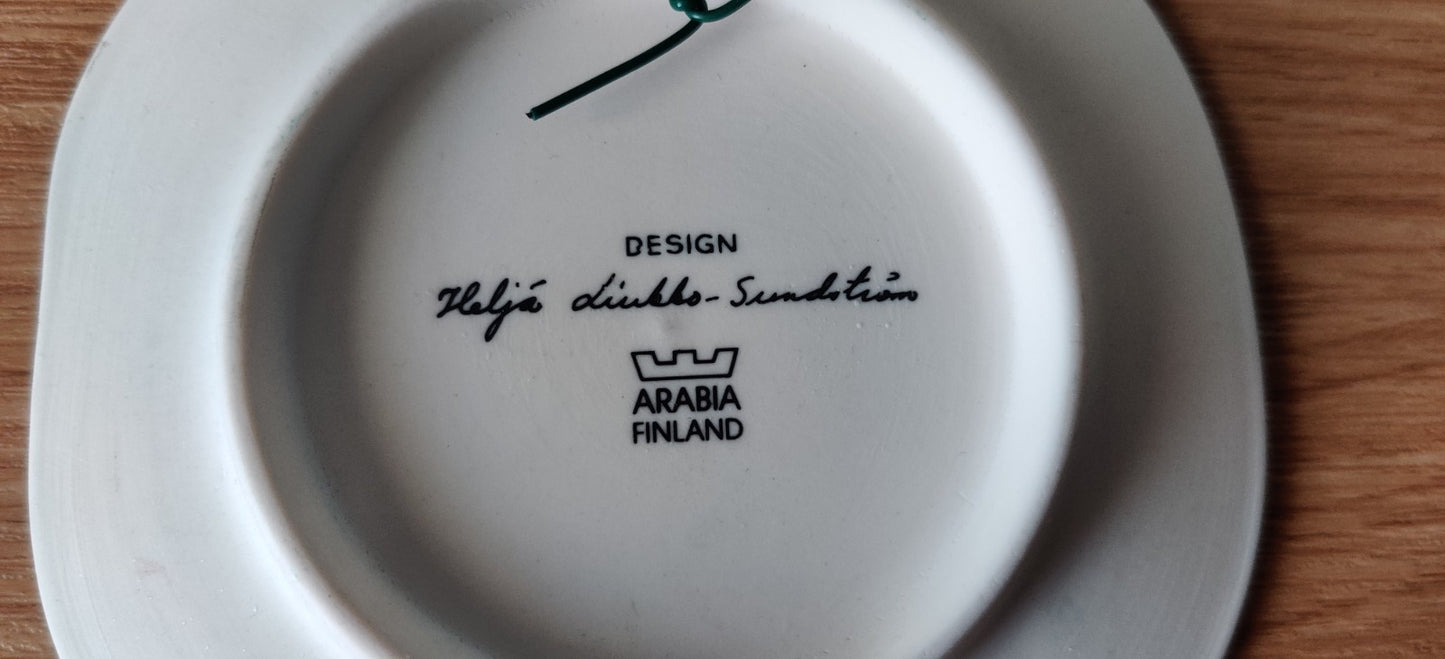 DESIGN
Heljä Liukko-Sundström
ARABIA
FINLAND